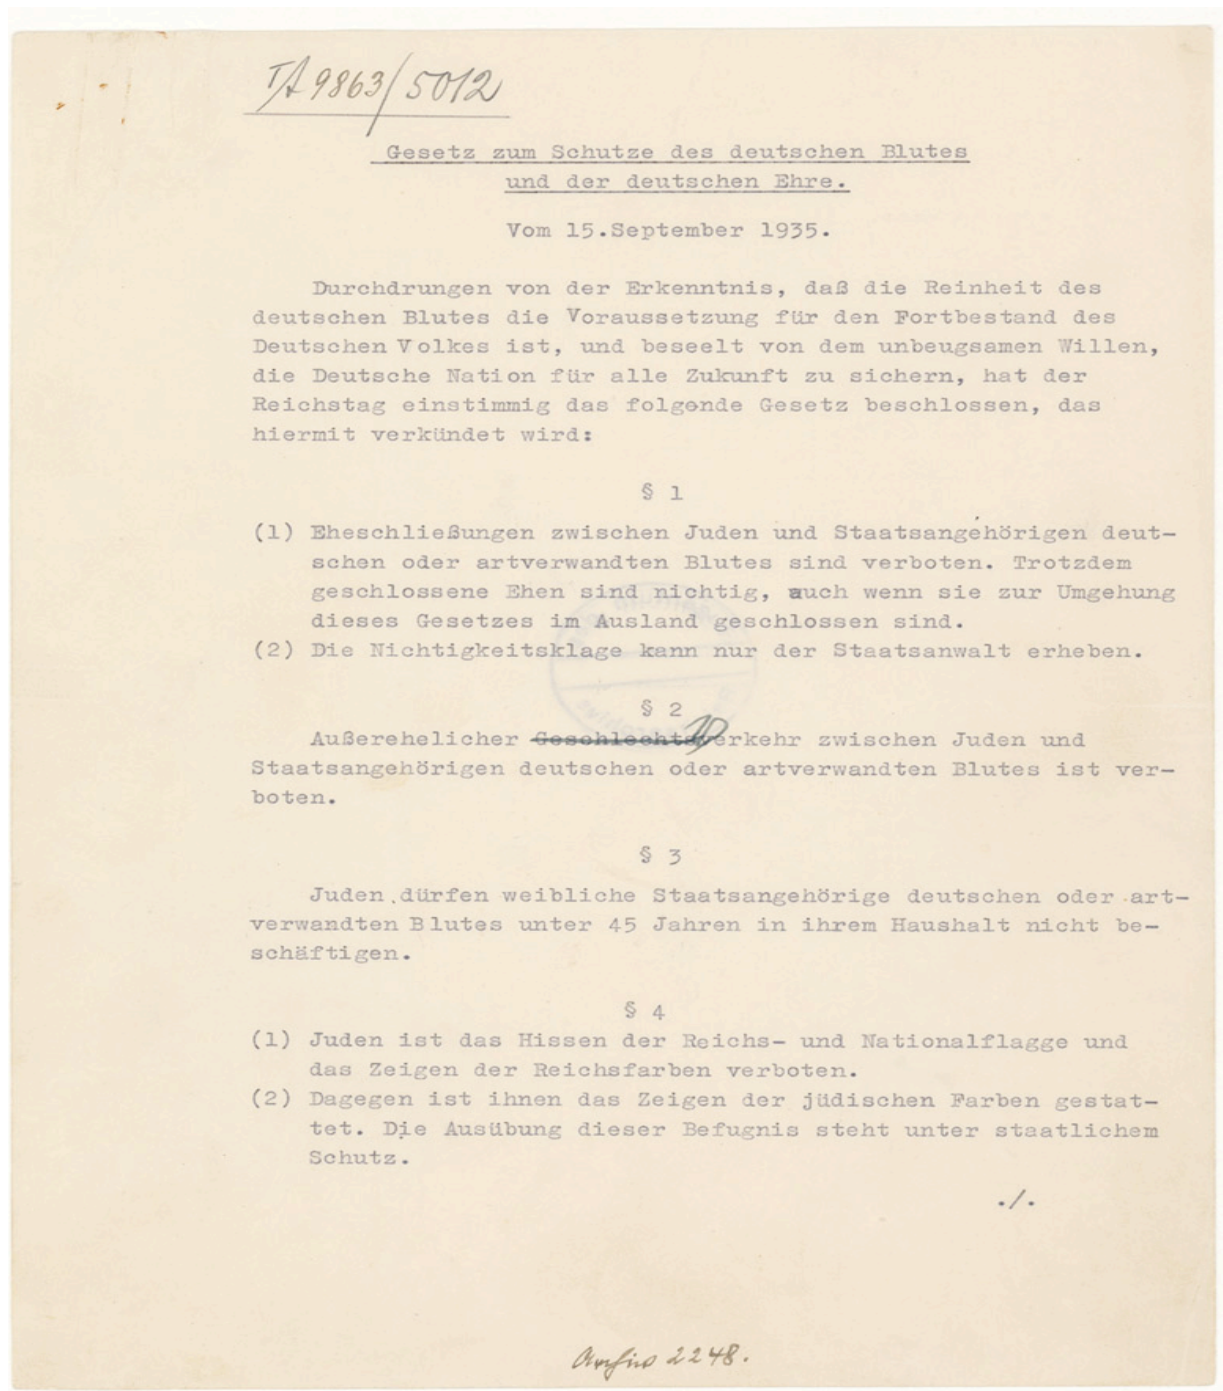 IA 9863/5012
Gesetz zum Schutze des deutschen Blutes
und der deutschen Ehre.
Vom 15.September 1935.
Durchdrungen von der Erkenntnis, daß die Reinheit des
deutschen Blutes die Voraussetzung für den Fortbestand des
Deutschen Volkes ist, und beseelt von dem unbeugsamen Willen,
die Deutsche Nation für alle Zukunft zu sichern, hat der
Reichstag einstimmig das folgende Gesetz beschlossen, das
hiermit verkündet wird:
§ 1
(1) Eheschließungen zwischen Juden und Staatsangehörigen deut-
schen oder artverwandten Blutes sind verboten. Trotzdem
geschlossene Ehen sind nichtig, auch wenn sie zur Umgehung
dieses Gesetzes im Ausland geschlossen sind.
(2) Die Nichtigkeitsklage kann nur der Staatsanwalt erheben.
§ 2
Außerehelicher Geschlechtsverkehr zwischen Juden und
Staatsangehörigen deutschen oder artverwandten Blutes ist ver-
boten.
§ 3
Juden dürfen weibliche Staatsangehörige deutschen oder art-
verwandten Blutes unter 45 Jahren in ihrem Haushalt nicht be-
schäftigen.
§ 4
(1) Juden ist das Hissen der Reichs- und Nationalflagge und
das Zeigen der Reichsfarben verboten.
(2) Dagegen ist ihnen das Zeigen der jüdischen Farben gestat-
tet. Die Ausübung dieser Befugnis steht unter staatlichem
Schutz.
./.
2248.